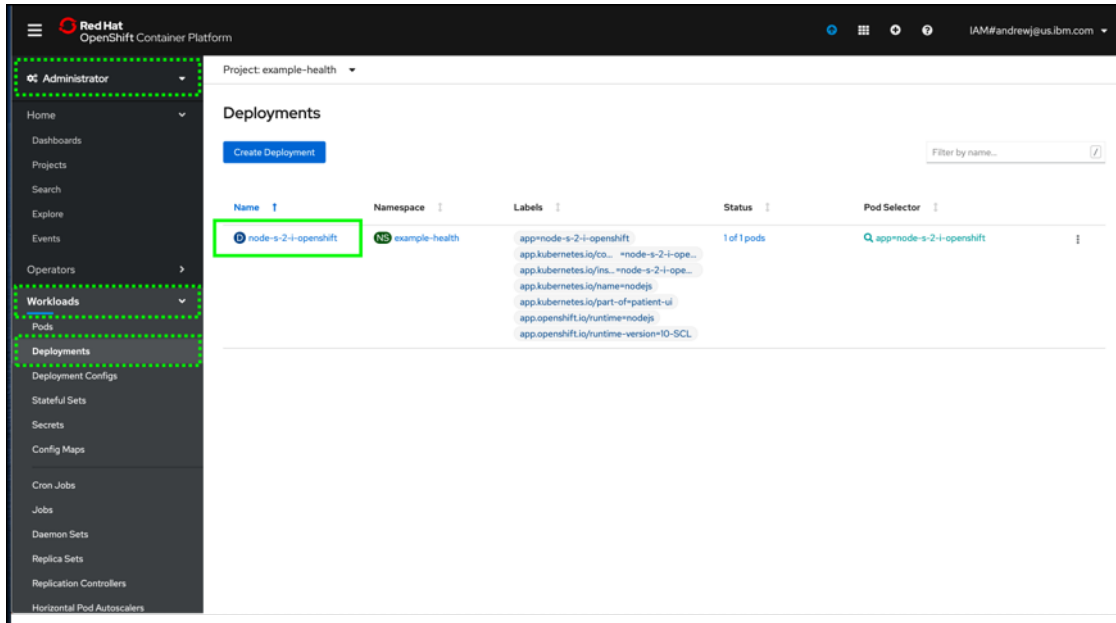 Red Hat
OpenShift Container Platform
IAM#andrewj@us.ibm.com
Administrator
Project: example-health
Home
Dashboards
Projects
Search
Explore
Events
Operators
Workloads
Pods
Deployments
Deployment Configs
Stateful Sets
Secrets
Config Maps
Cron Jobs
Jobs
Daemon Sets
Replica Sets
Replication Controllers
Horizontal Pod Autoscalers
Deployments
Create Deployment
Filter by name...
/
Name Namespace Labels Status Pod Selector
D node-s-2-i-openshift NS example-health app=node-s-2-i-openshift 1 of 1 pods app=node-s-2-i-openshift
app.kubernetes.io/co... =node-s-2-i-ope...
app.kubernetes.io/ins... =node-s-2-i-ope...
app.kubernetes.io/name=nodejs
app.kubernetes.io/part-of=patient-ui
app.openshift.io/runtime=nodejs
app.openshift.io/runtime-version=10-SCL